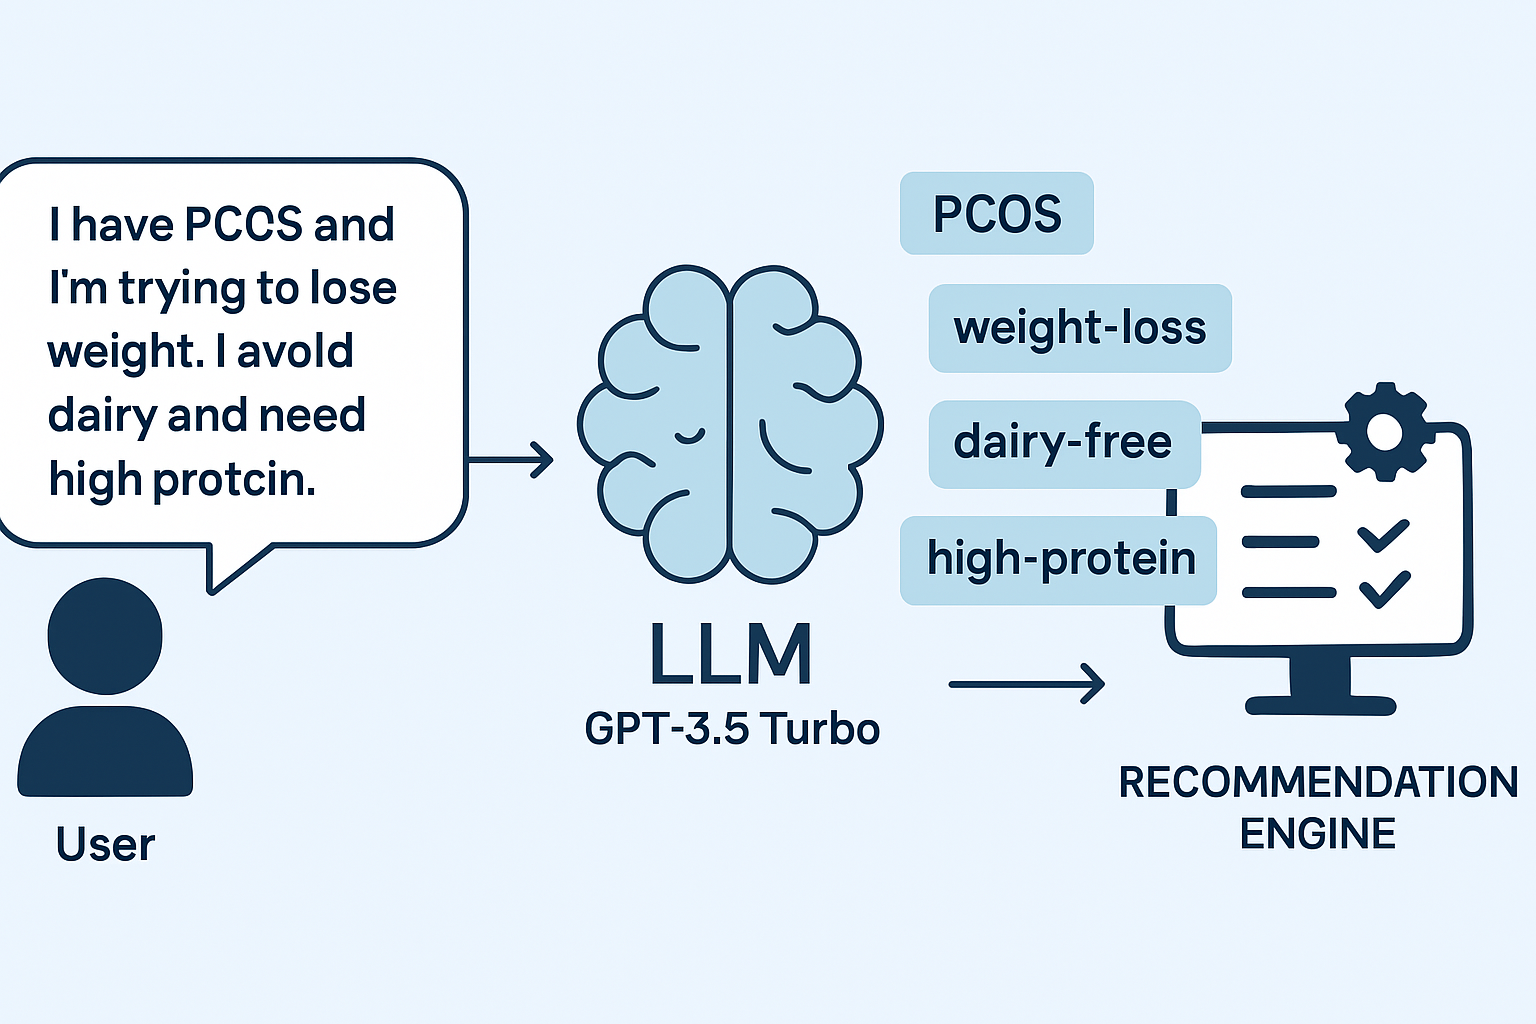 I have PCCS and
I'm trying to lose
weight. I avold
dairy and need
high protcin.
User
LLM
GPT-3.5 Turbo
PCOS
weight-loss
dairy-free
high-protein
RECOMMENDATION
ENGINE